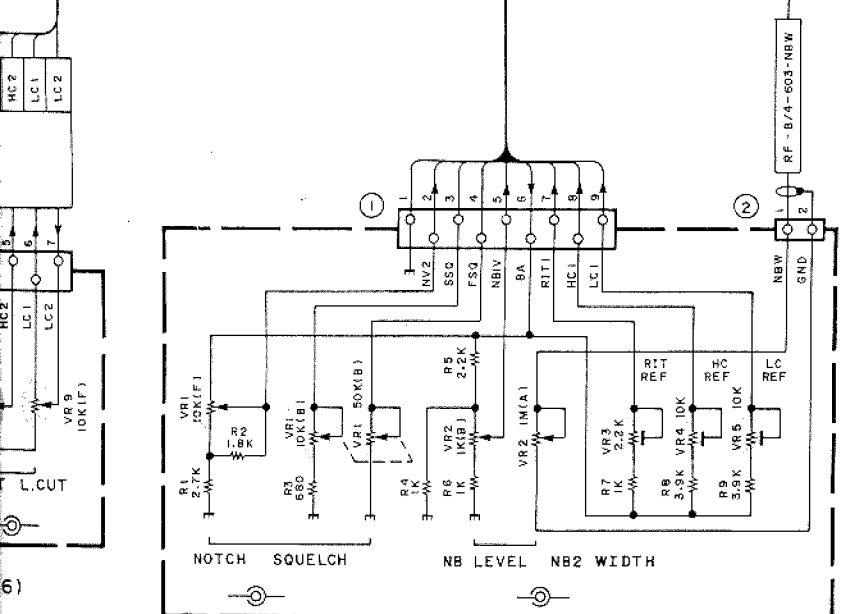 HC2
LC1
LC2
5
6
7
HC2
LC1
LC2
VR9
10K(F)
L.CUT
6)
RF-B/4-603-NBW
1
1
2
3
4
5
6
7
8
9
2
1
2
NV2
SSQ
FSQ
NBIV
8A
RIT1
HC1
LC1
NBW
GND
R5
2.2K
RIT
REF
HC
REF
LC
REF
VR1
10K(F)
R2
1.8K
VR1
10K(B)
VR1
50K(B)
VR2
1K(B)
VR2
1M(A)
VR3
2.2K
VR4
10K
VR5
10K
R1
2.7K
R3
680
R4
1K
R6
1K
R7
1K
R8
3.9K
R9
3.9K
NOTCH SQUELCH
NB LEVEL NB2 WIDTH